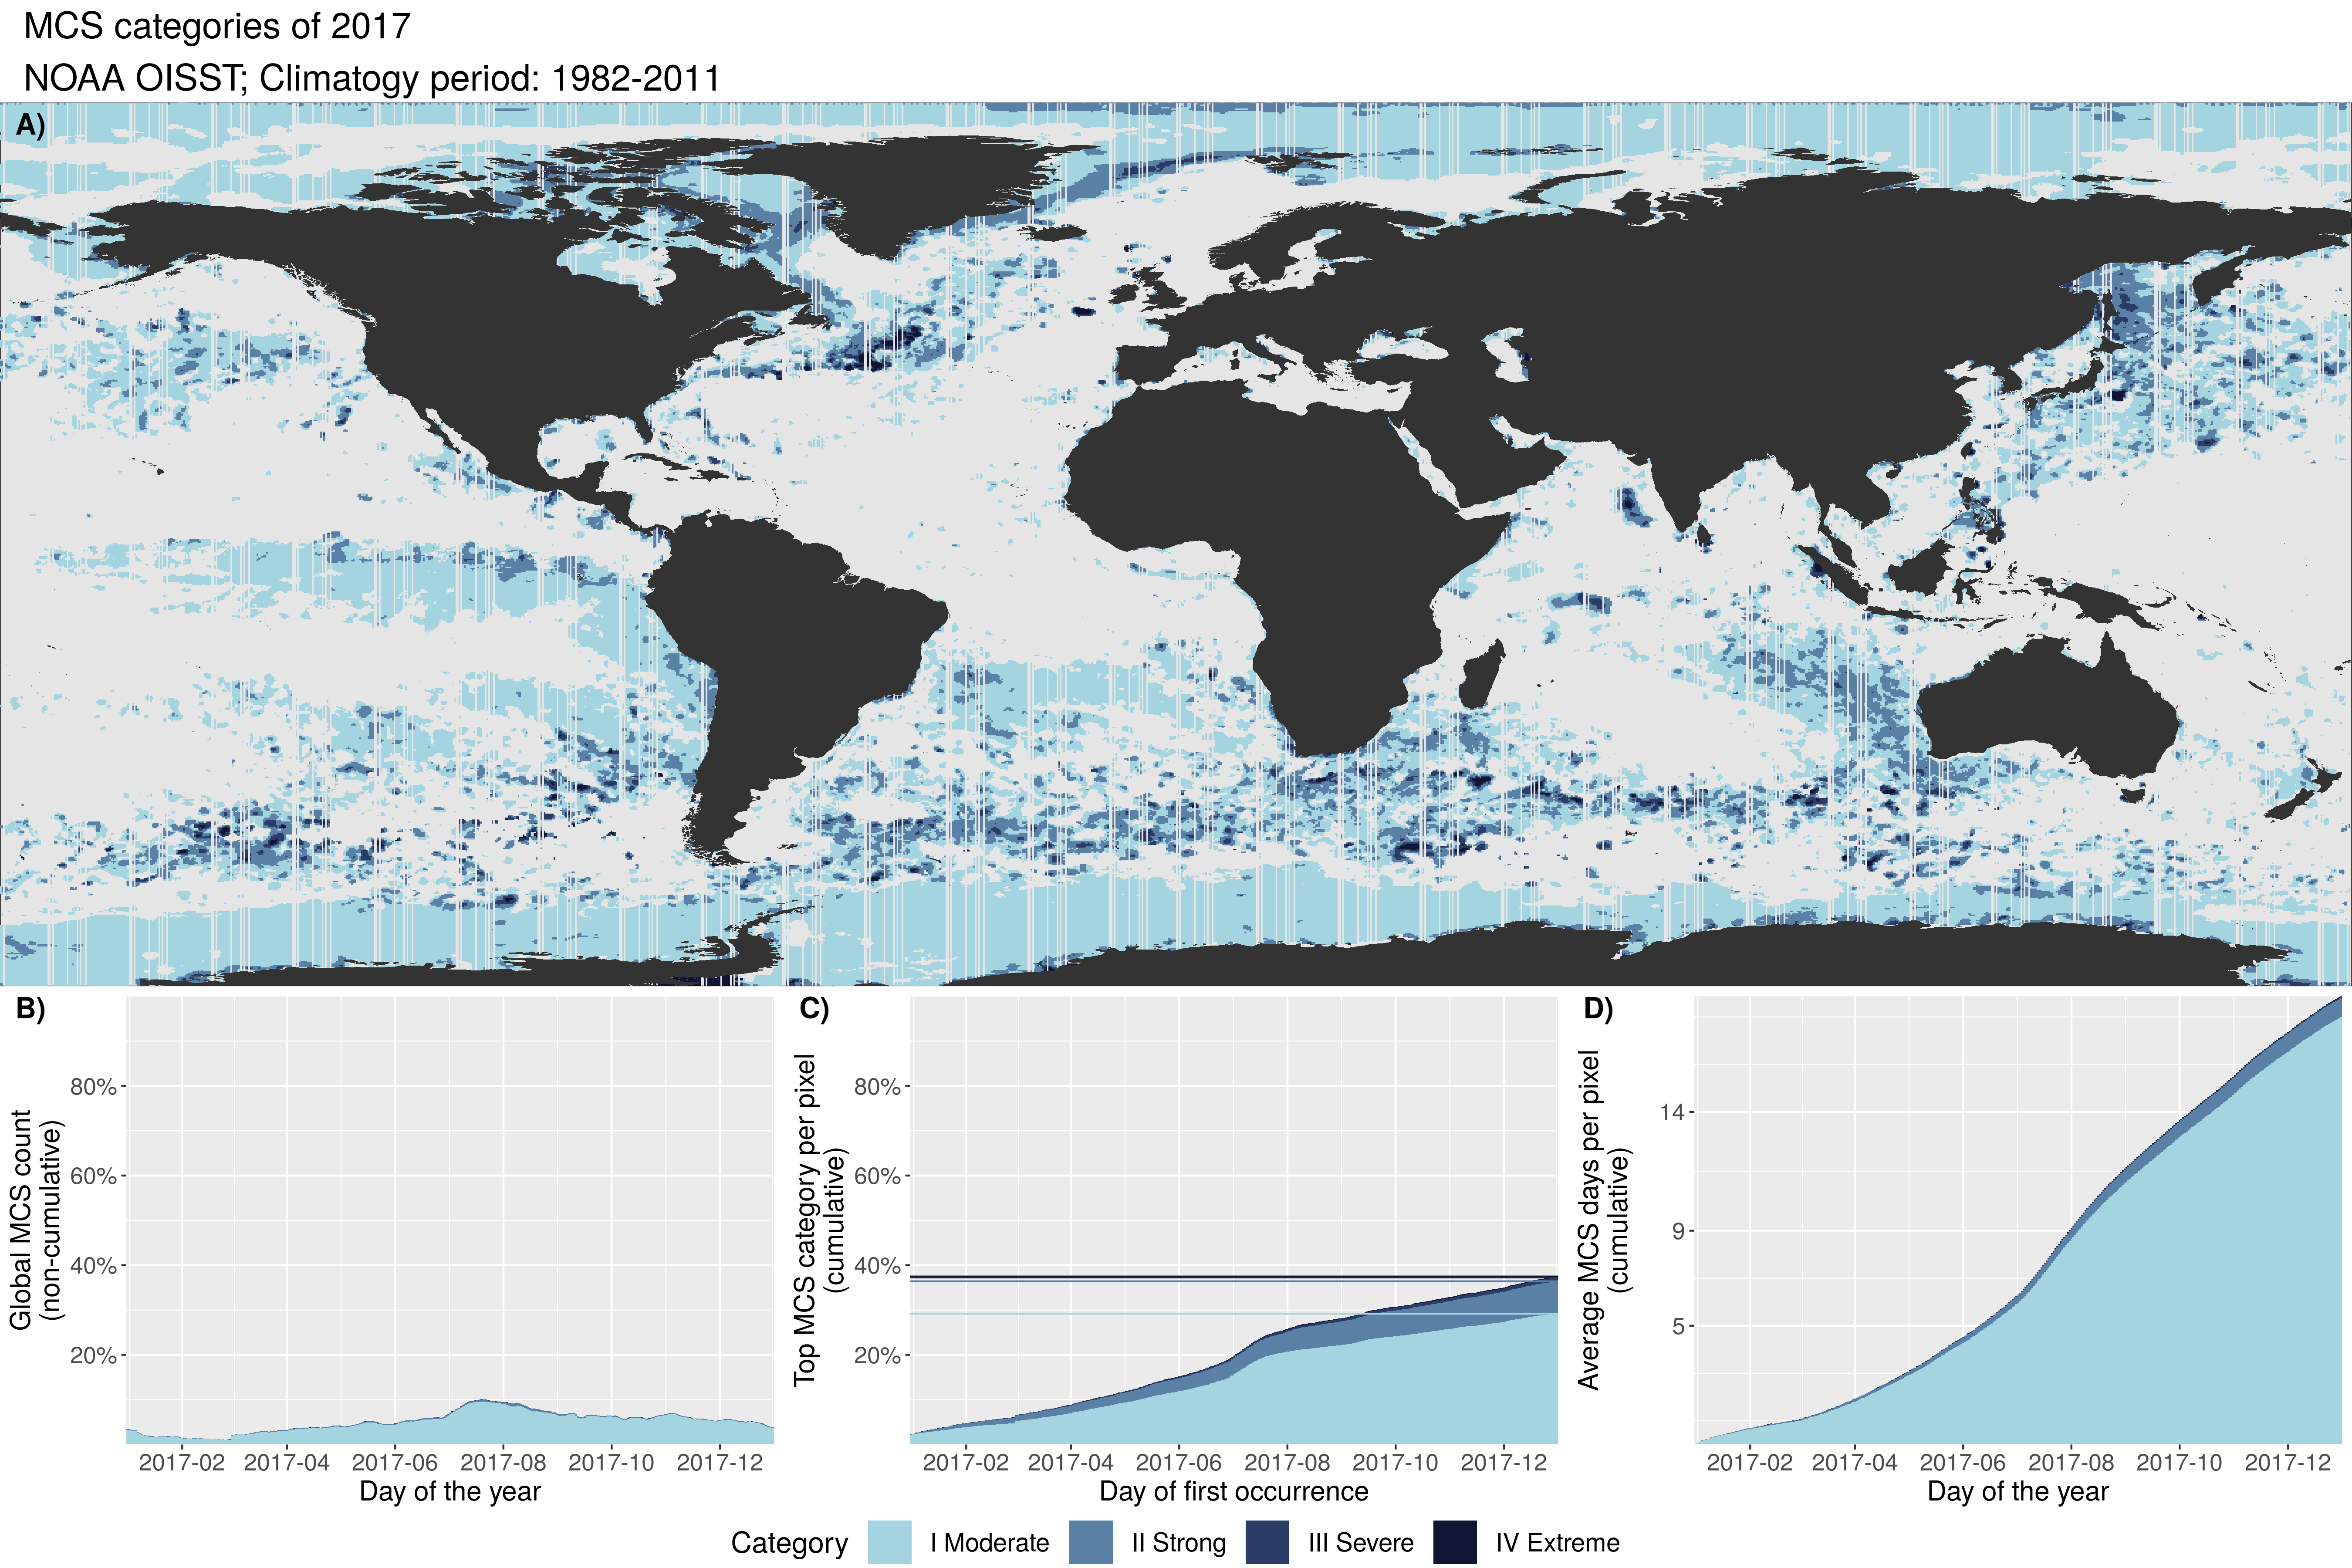 MCS categories of 2017
NOAA OISST; Climatogy period: 1982-2011
A)
B)
Global MCS count
(non-cumulative)
80%
60%
40%
20%
2017-02 2017-04 2017-06 2017-08 2017-10 2017-12
Day of the year
C)
Top MCS category per pixel
(cumulative)
80%
60%
40%
20%
2017-02 2017-04 2017-06 2017-08 2017-10 2017-12
Day of first occurrence
D)
Average MCS days per pixel
(cumulative)
14
9
5
2017-02 2017-04 2017-06 2017-08 2017-10 2017-12
Day of the year
Category I Moderate II Strong III Severe IV Extreme